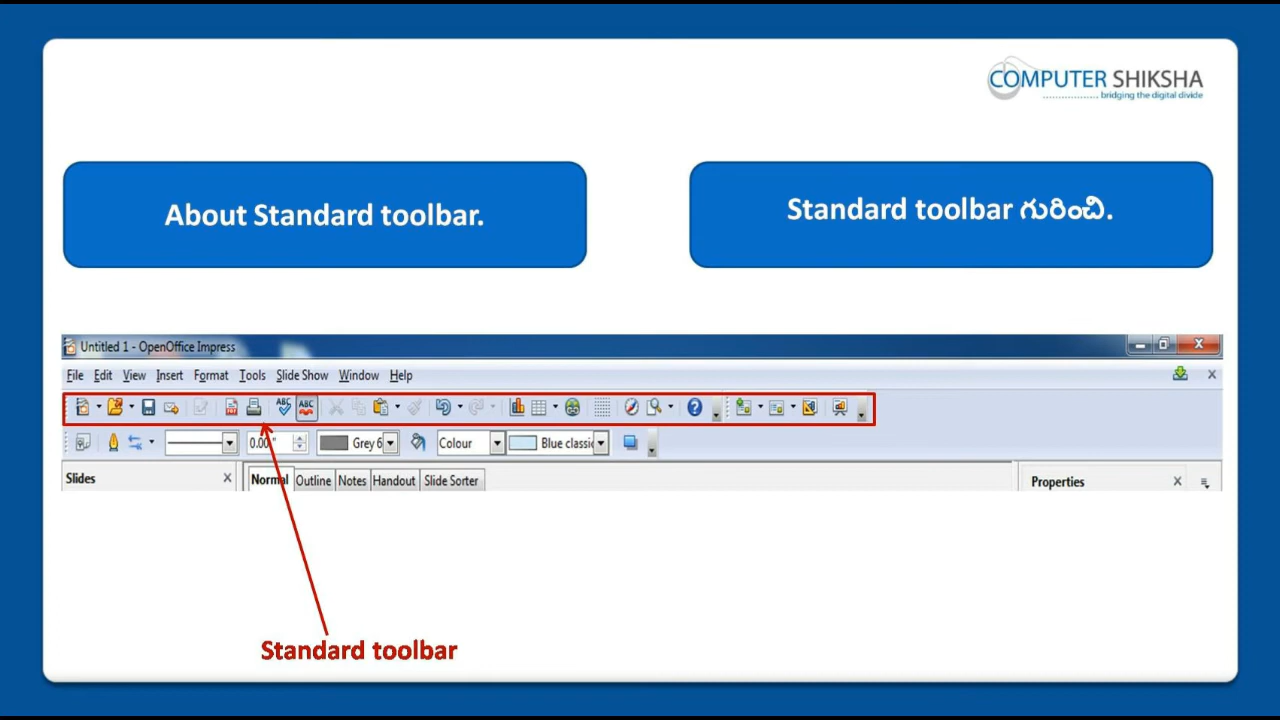 COMPUTER SHIKSHA
bridging the digital divide
About Standard toolbar.
Standard toolbar గురించి.
Untitled 1 - OpenOffice Impress
File Edit View Insert Format Tools Slide Show Window Help
ABC ABC
0.00" Grey 6 Colour Blue classic
Slides Normal Outline Notes Handout Slide Sorter Properties
Standard toolbar